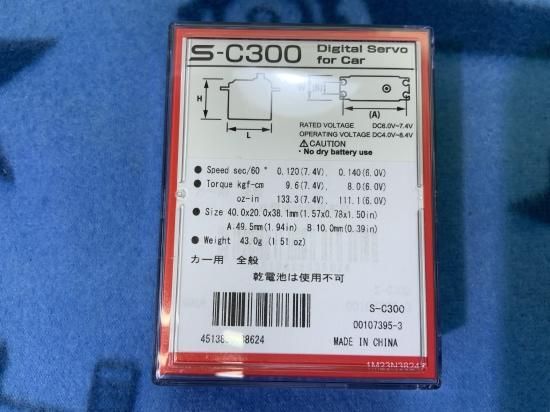 S-C300 Digital Servo for Car
H
L
W
(B)
(A)
RATED VOLTAGE DC6.0V~7.4V
OPERATING VOLTAGE DC4.0V~8.4V
⚠ CAUTION
・No dry battery use
● Speed sec/60° 0.120(7.4V). 0.140(6.0V)
● Torque kgf-cm 9.6(7.4V). 8.0(6.0V)
oz-in 133.3(7.4V). 111.1(6.0V)
● Size 40.0x20.0x38.1mm(1.57x0.78x1.50in)
A:49.5mm(1.94in) B 10.0mm(0.39in)
● Weight 43.0g(1.51oz)
カー用 全般
乾電池は使用不可
S-C300
00107395-3
MADE IN CHINA